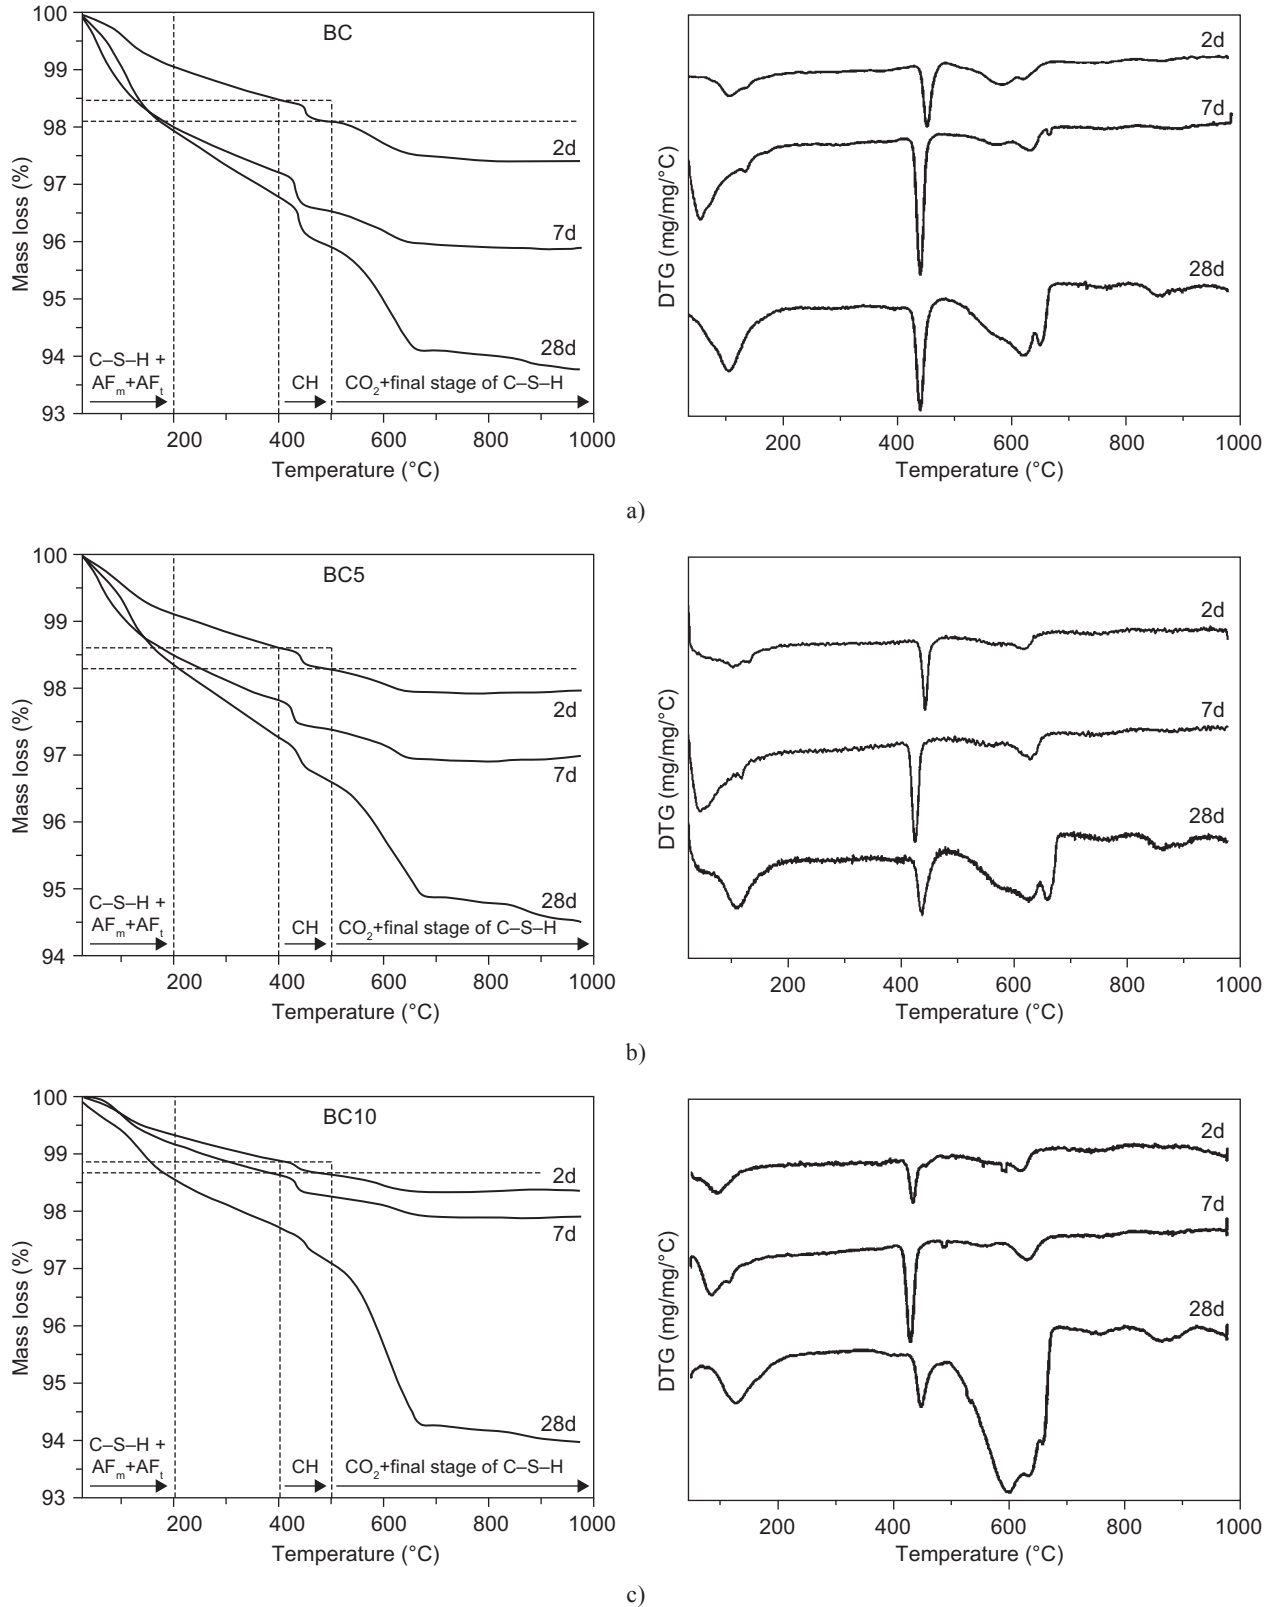 BC
Mass loss (%)
100
99
98
97
96
95
94
93
2d
7d
28d
C–S–H +
AFm+AFt
CH
CO2+final stage of C–S–H
200
400
600
800
1000
Temperature (°C)
DTG (mg/mg/°C)
2d
7d
28d
200
400
600
800
1000
Temperature (°C)
a)
BC5
Mass loss (%)
100
99
98
97
96
95
94
2d
7d
28d
C–S–H +
AFm+AFt
CH
CO2+final stage of C–S–H
200
400
600
800
1000
Temperature (°C)
DTG (mg/mg/°C)
2d
7d
28d
200
400
600
800
1000
Temperature (°C)
b)
BC10
Mass loss (%)
100
99
98
97
96
95
94
93
2d
7d
28d
C–S–H +
AFm+AFt
CH
CO2+final stage of C–S–H
200
400
600
800
1000
Temperature (°C)
DTG (mg/mg/°C)
2d
7d
28d
200
400
600
800
1000
Temperature (°C)
c)